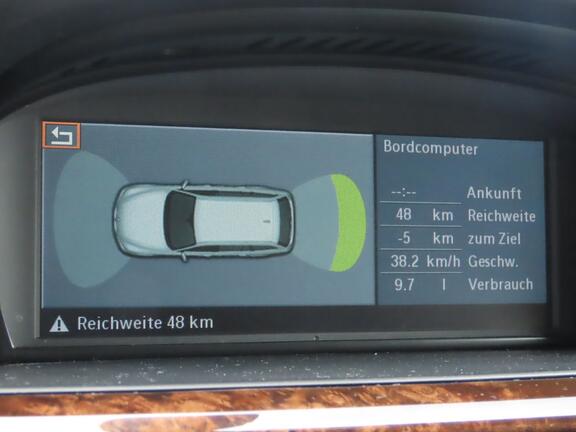 Bordcomputer
--:-- Ankunft
48 km Reichweite
-5 km zum Ziel
38.2 km/h Geschw.
9.7 l Verbrauch
Reichweite 48 km